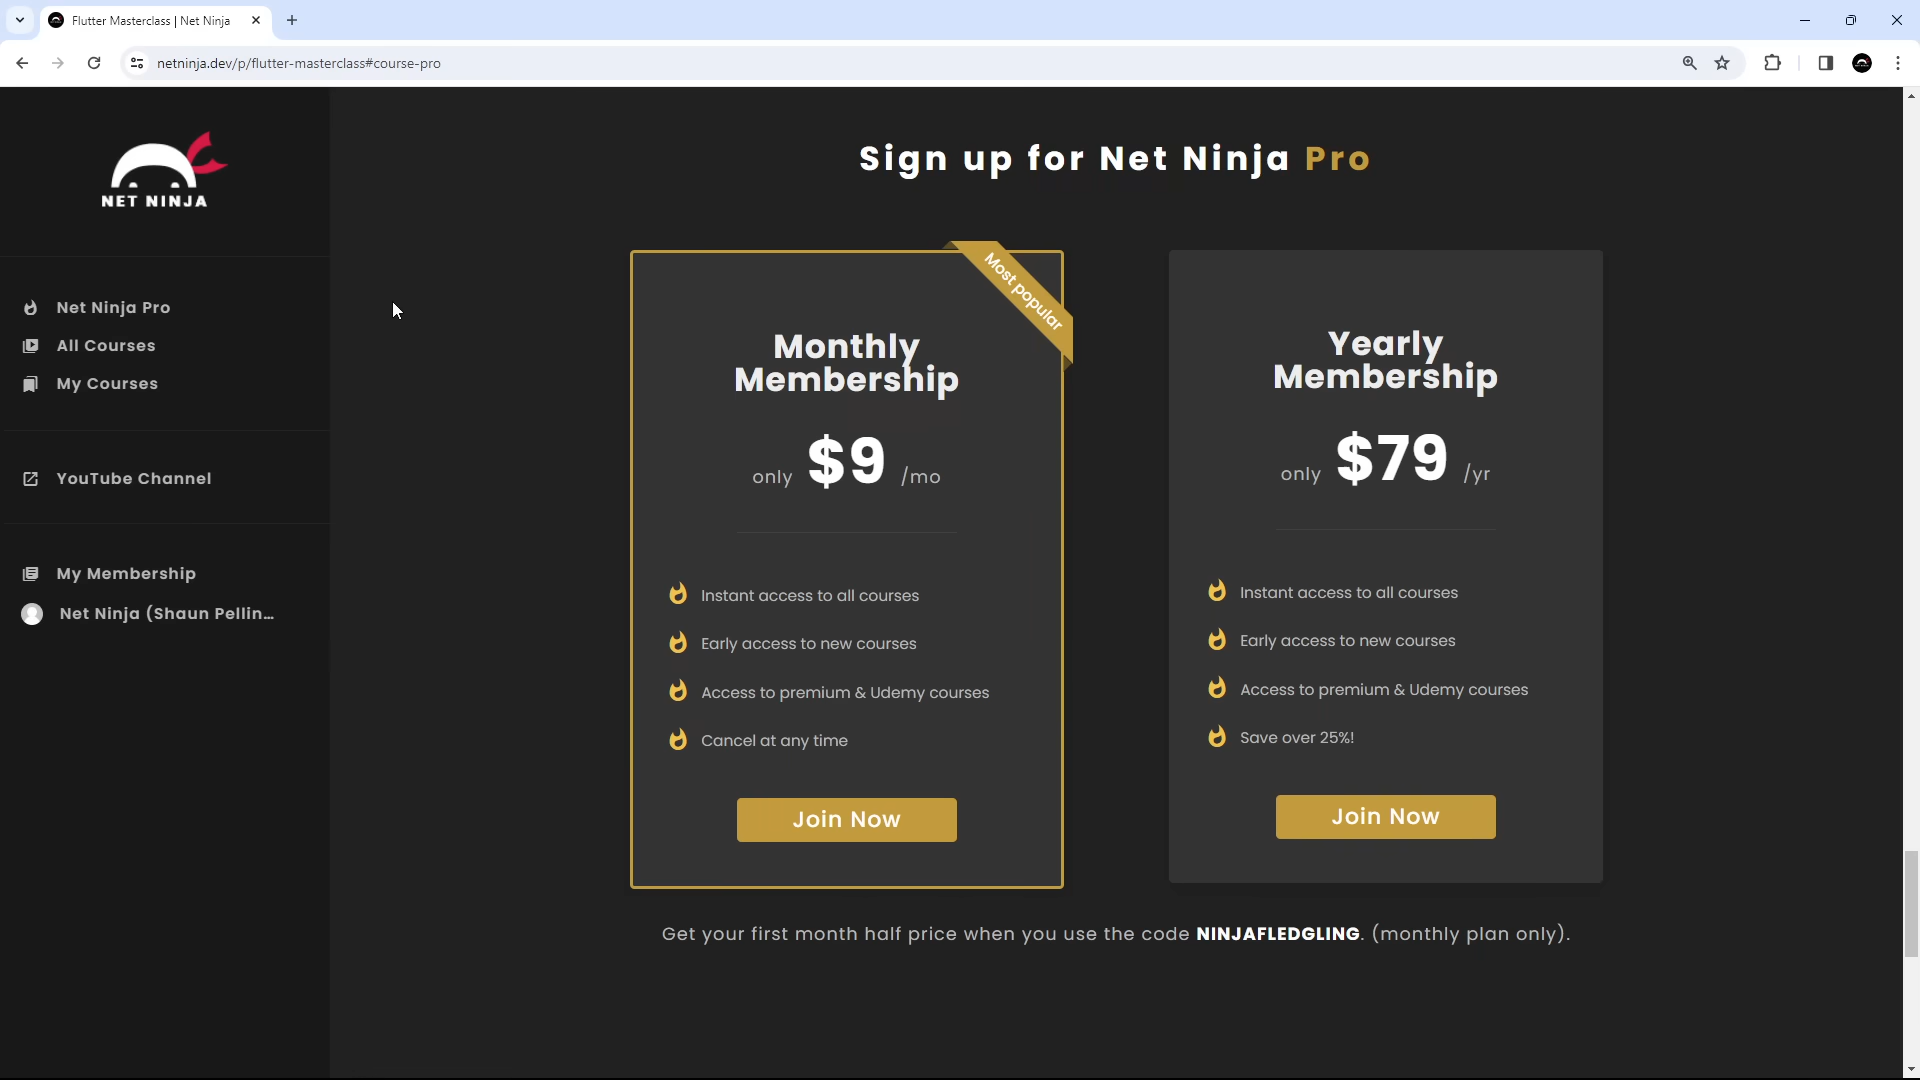 Flutter Masterclass | Net Ninja
netninja.dev/p/flutter-masterclass#course-pro
NET NINJA
Net Ninja Pro
All Courses
My Courses
YouTube Channel
My Membership
Net Ninja (Shaun Pellin...
Sign up for Net Ninja Pro
Most popular
Monthly
Membership
only $9 /mo
Instant access to all courses
Early access to new courses
Access to premium & Udemy courses
Cancel at any time
Join Now
Yearly
Membership
only $79 /yr
Instant access to all courses
Early access to new courses
Access to premium & Udemy courses
Save over 25%!
Join Now
Get your first month half price when you use the code NINJAFLEDGLING. (monthly plan only).